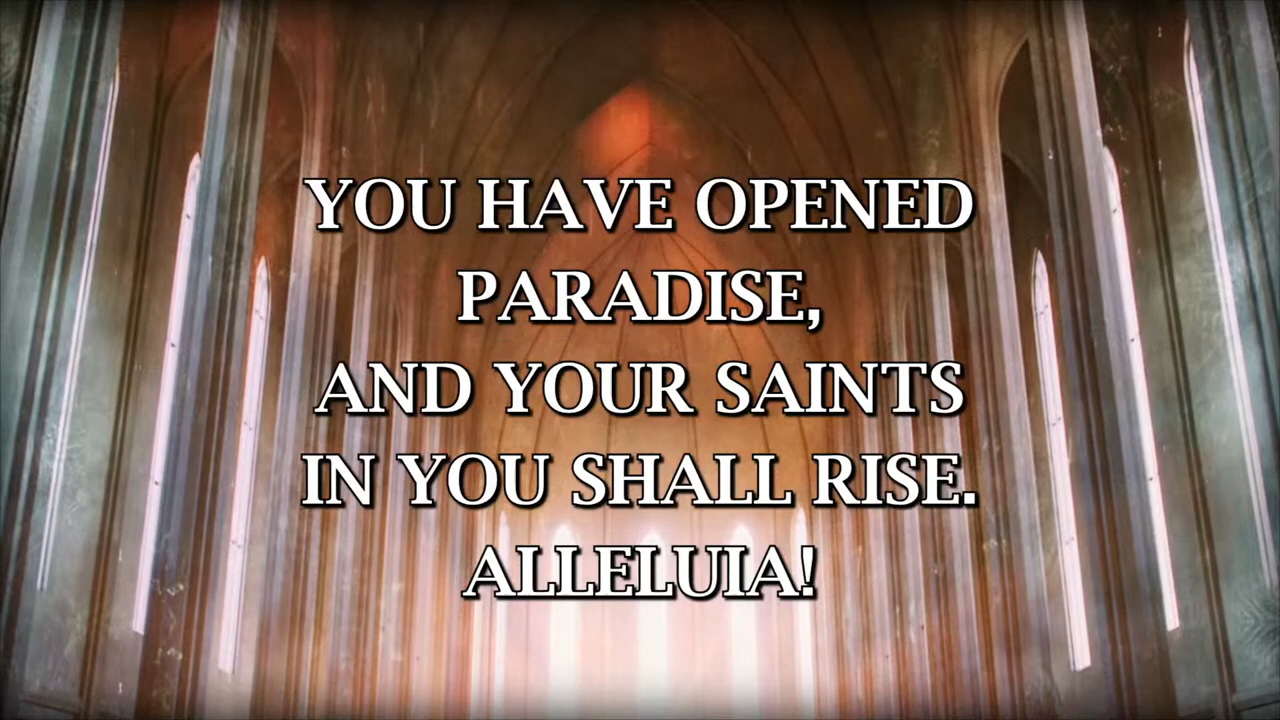 YOU HAVE OPENED
PARADISE,
AND YOUR SAINTS
IN YOU SHALL RISE.
ALLELUIA!